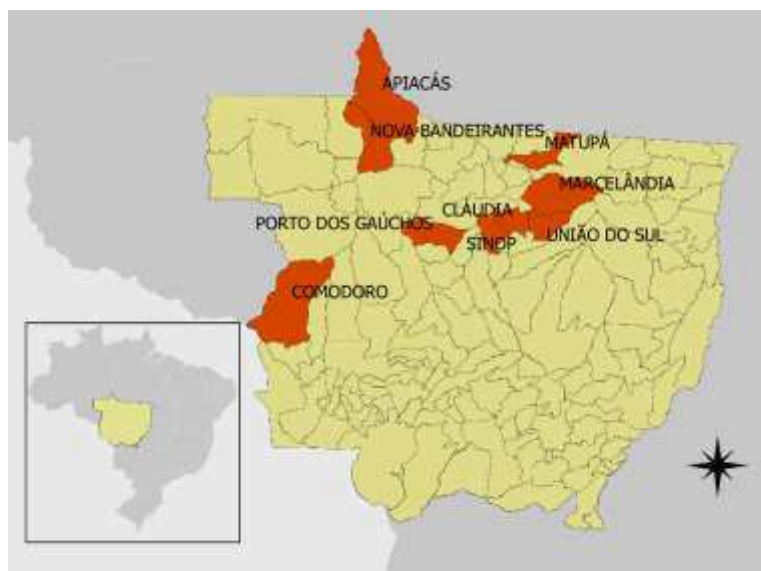 APIACÁS
NOVA BANDEIRANTES
MATUPÁ
MARCELÂNDIA
CLÁUDIA
PORTO DOS GAÚCHOS
UNIÃO DO SUL
SINOP
COMODORO